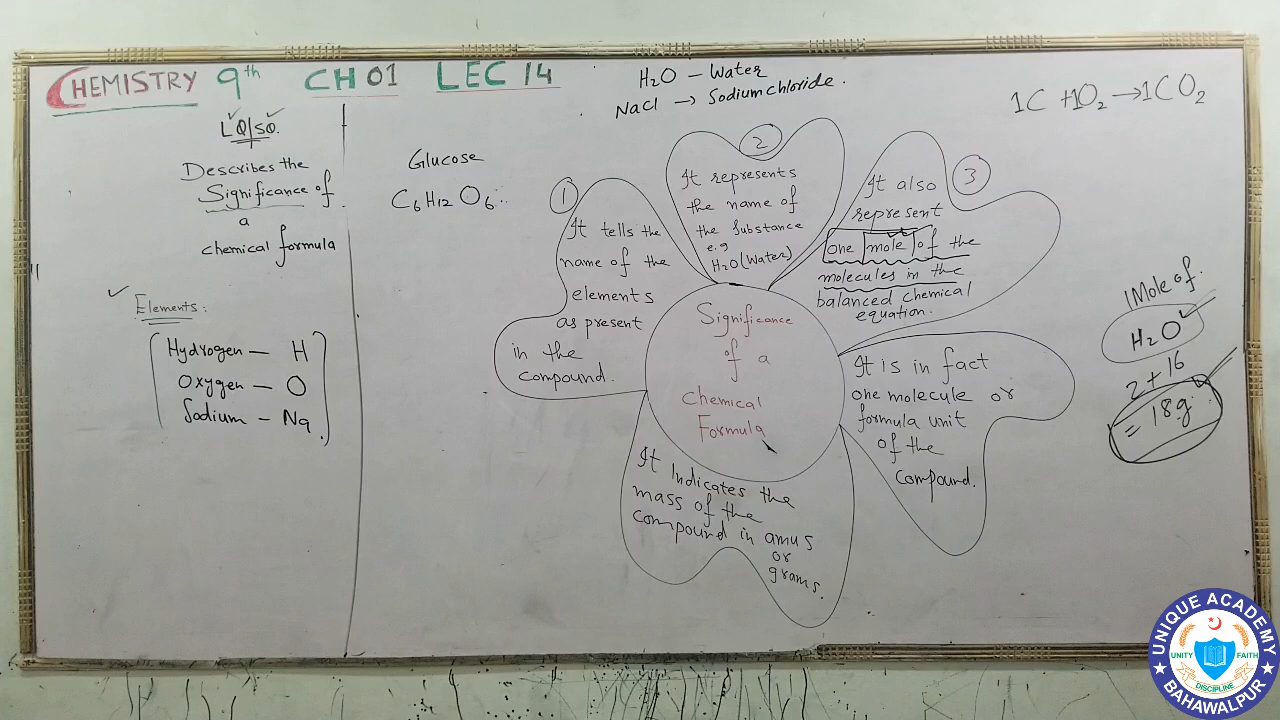 CHEMISTRY 9th CH 01 LEC 14
H₂O – Water
NaCl → Sodium chloride.
1C + 1O₂ → 1CO₂
LQ/SQ.
Describes the
Significance of
a
chemical formula
Elements:
Hydrogen – H
Oxygen – O
Sodium – Na
Glucose
C₆H₁₂O₆
1
It tells the
name of the
elements
as present
in the
compound.
2
It represents
the name of
the substance
e.g
H₂O (Water)
3
It also
represent
one mole of the
molecules in the
balanced chemical
equation.
Significance
of a
Chemical
Formula
It is in fact
one molecule or
formula unit
of the
compound.
It Indicates the
mass of the
compound in amus
or
grams.
1 Mole of
H₂O
2 + 16
= 18g
UNIQUE ACADEMY
UNITY FAITH
DISCIPLINE
BAHAWALPUR